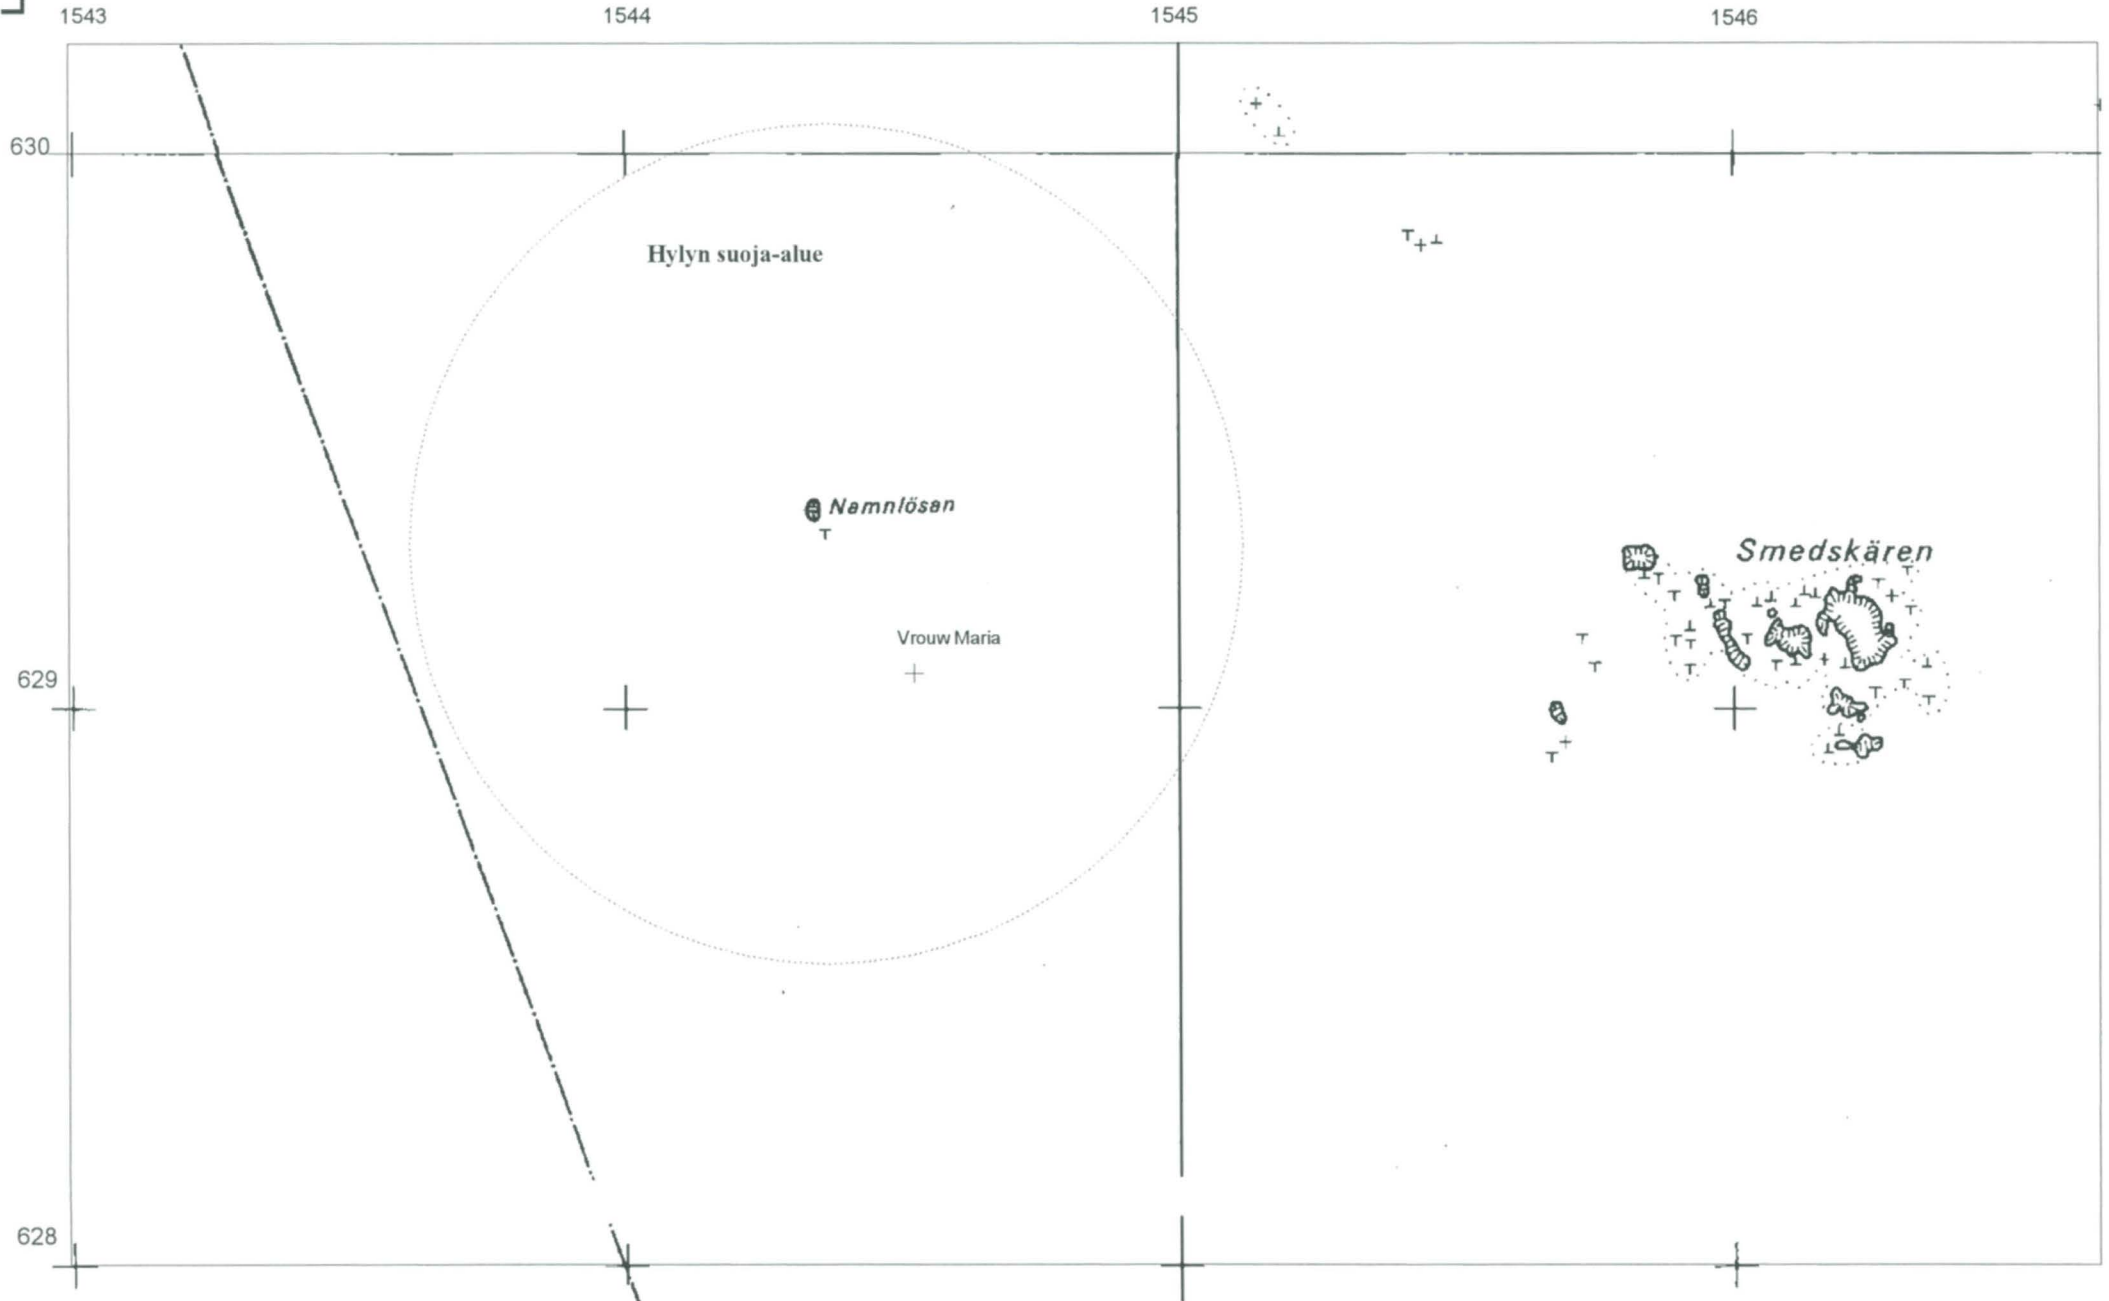 1543 1544 1545 1546
630
Hylyn suoja-alue
Namnlösan
Smedskären
Vrouw Maria
629
628